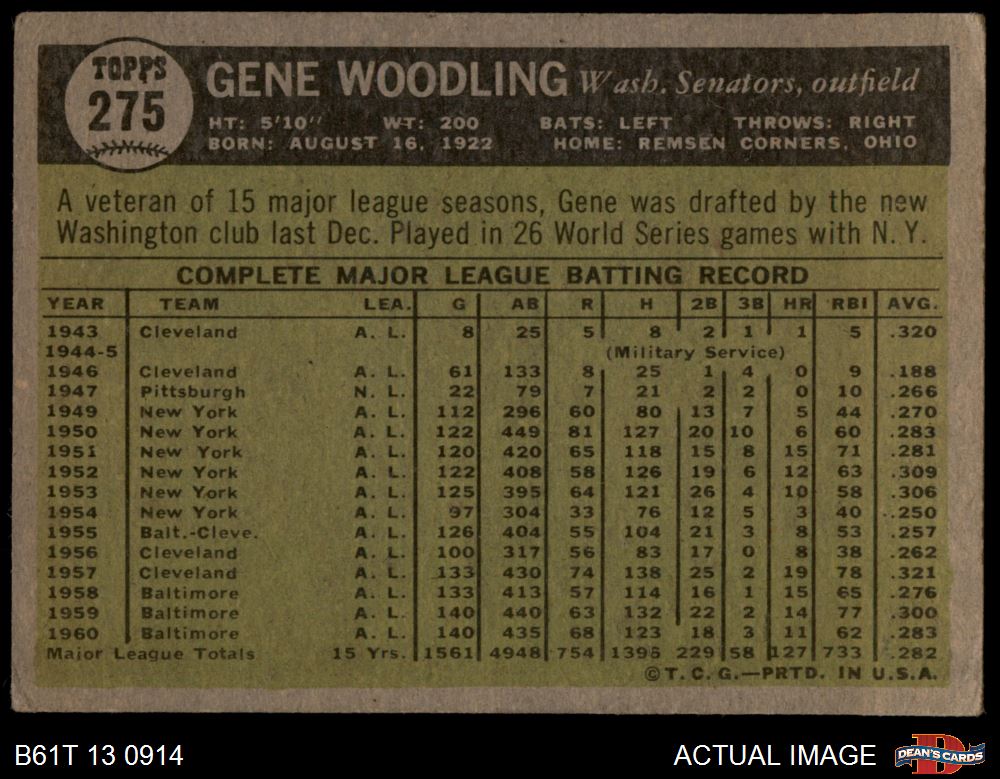 TOPPS
275
GENE WOODLING Wash. Senators, outfield
HT: 5'10" WT: 200 BATS: LEFT THROWS: RIGHT
BORN: AUGUST 16, 1922 HOME: REMSEN CORNERS, OHIO
A veteran of 15 major league seasons, Gene was drafted by the new
Washington club last Dec. Played in 26 World Series games with N. Y.
COMPLETE MAJOR LEAGUE BATTING RECORD
YEAR TEAM LEA. G AB R H 2B 3B HR RBI AVG.
1943 Cleveland A. L. 8 25 5 8 2 1 1 5 .320
1944-5 (Military Service)
1946 Cleveland A. L. 61 133 8 25 1 4 0 9 .188
1947 Pittsburgh N. L. 22 79 7 21 2 2 0 10 .266
1949 New York A. L. 112 296 60 80 13 7 5 44 .270
1950 New York A. L. 122 449 81 127 20 10 6 60 .283
1951 New York A. L. 120 420 65 118 15 8 15 71 .281
1952 New York A. L. 122 408 58 126 19 6 12 63 .309
1953 New York A. L. 125 395 64 121 26 4 10 58 .306
1954 New York A. L. 97 304 33 76 12 5 3 40 .250
1955 Balt.-Cleve. A. L. 126 404 55 104 21 3 8 53 .257
1956 Cleveland A. L. 100 317 56 83 17 0 8 38 .262
1957 Cleveland A. L. 133 430 74 138 25 2 19 78 .321
1958 Baltimore A. L. 133 413 57 114 16 1 15 65 .276
1959 Baltimore A. L. 140 440 63 132 22 2 14 77 .300
1960 Baltimore A. L. 140 435 68 123 18 3 11 62 .283
Major League Totals 15 Yrs. 1561 4948 754 1396 229 58 127 733 .282
© T. C. G.—PRTD. IN U.S.A.
B61T 13 0914 ACTUAL IMAGE DEAN'S CARDS